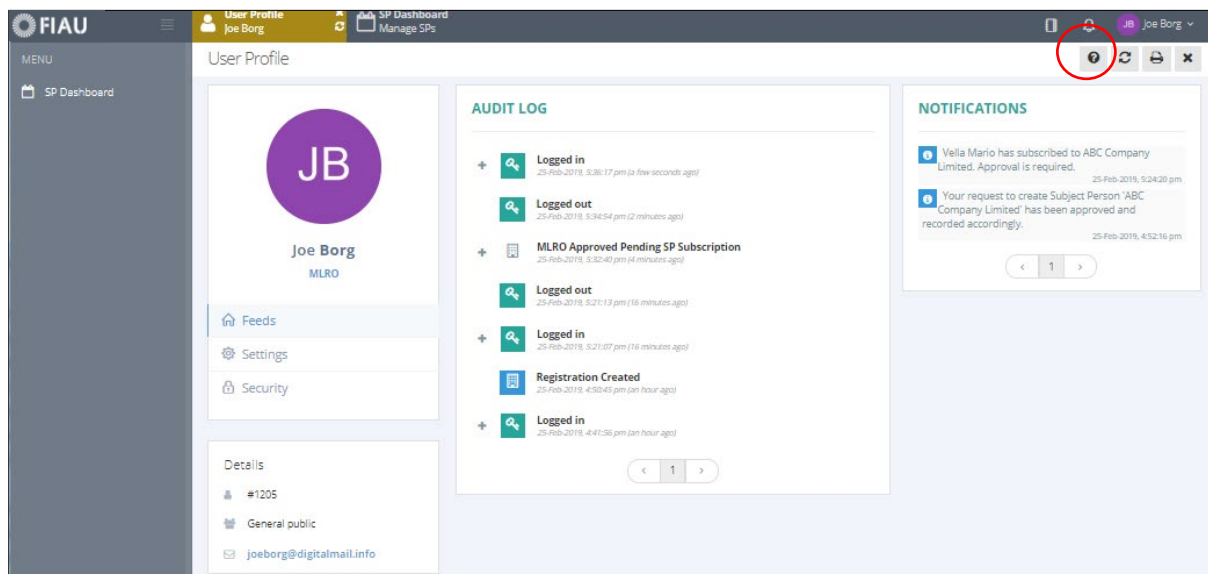 FIAU
User Profile
Joe Borg
SP Dashboard
Manage SPs
JB
Joe Borg
MENU
SP Dashboard
User Profile
JB
Joe Borg
MLRO
Feeds
Settings
Security
Details
#1205
General public
joeborg@digitalmail.info
AUDIT LOG
Logged in
25-Feb-2019, 5:36:17 pm (a few seconds ago)
Logged out
25-Feb-2019, 5:34:54 pm (2 minutes ago)
MLRO Approved Pending SP Subscription
25-Feb-2019, 5:32:40 pm (4 minutes ago)
Logged out
25-Feb-2019, 5:21:13 pm (16 minutes ago)
Logged in
25-Feb-2019, 5:21:07 pm (16 minutes ago)
Registration Created
25-Feb-2019, 4:50:45 pm (an hour ago)
Logged in
25-Feb-2019, 4:41:56 pm (an hour ago)
1
NOTIFICATIONS
Vella Mario has subscribed to ABC Company
Limited. Approval is required.
25-Feb-2019, 5:24:20 pm
Your request to create Subject Person 'ABC
Company Limited' has been approved and
recorded accordingly.
25-Feb-2019, 4:52:16 pm
1